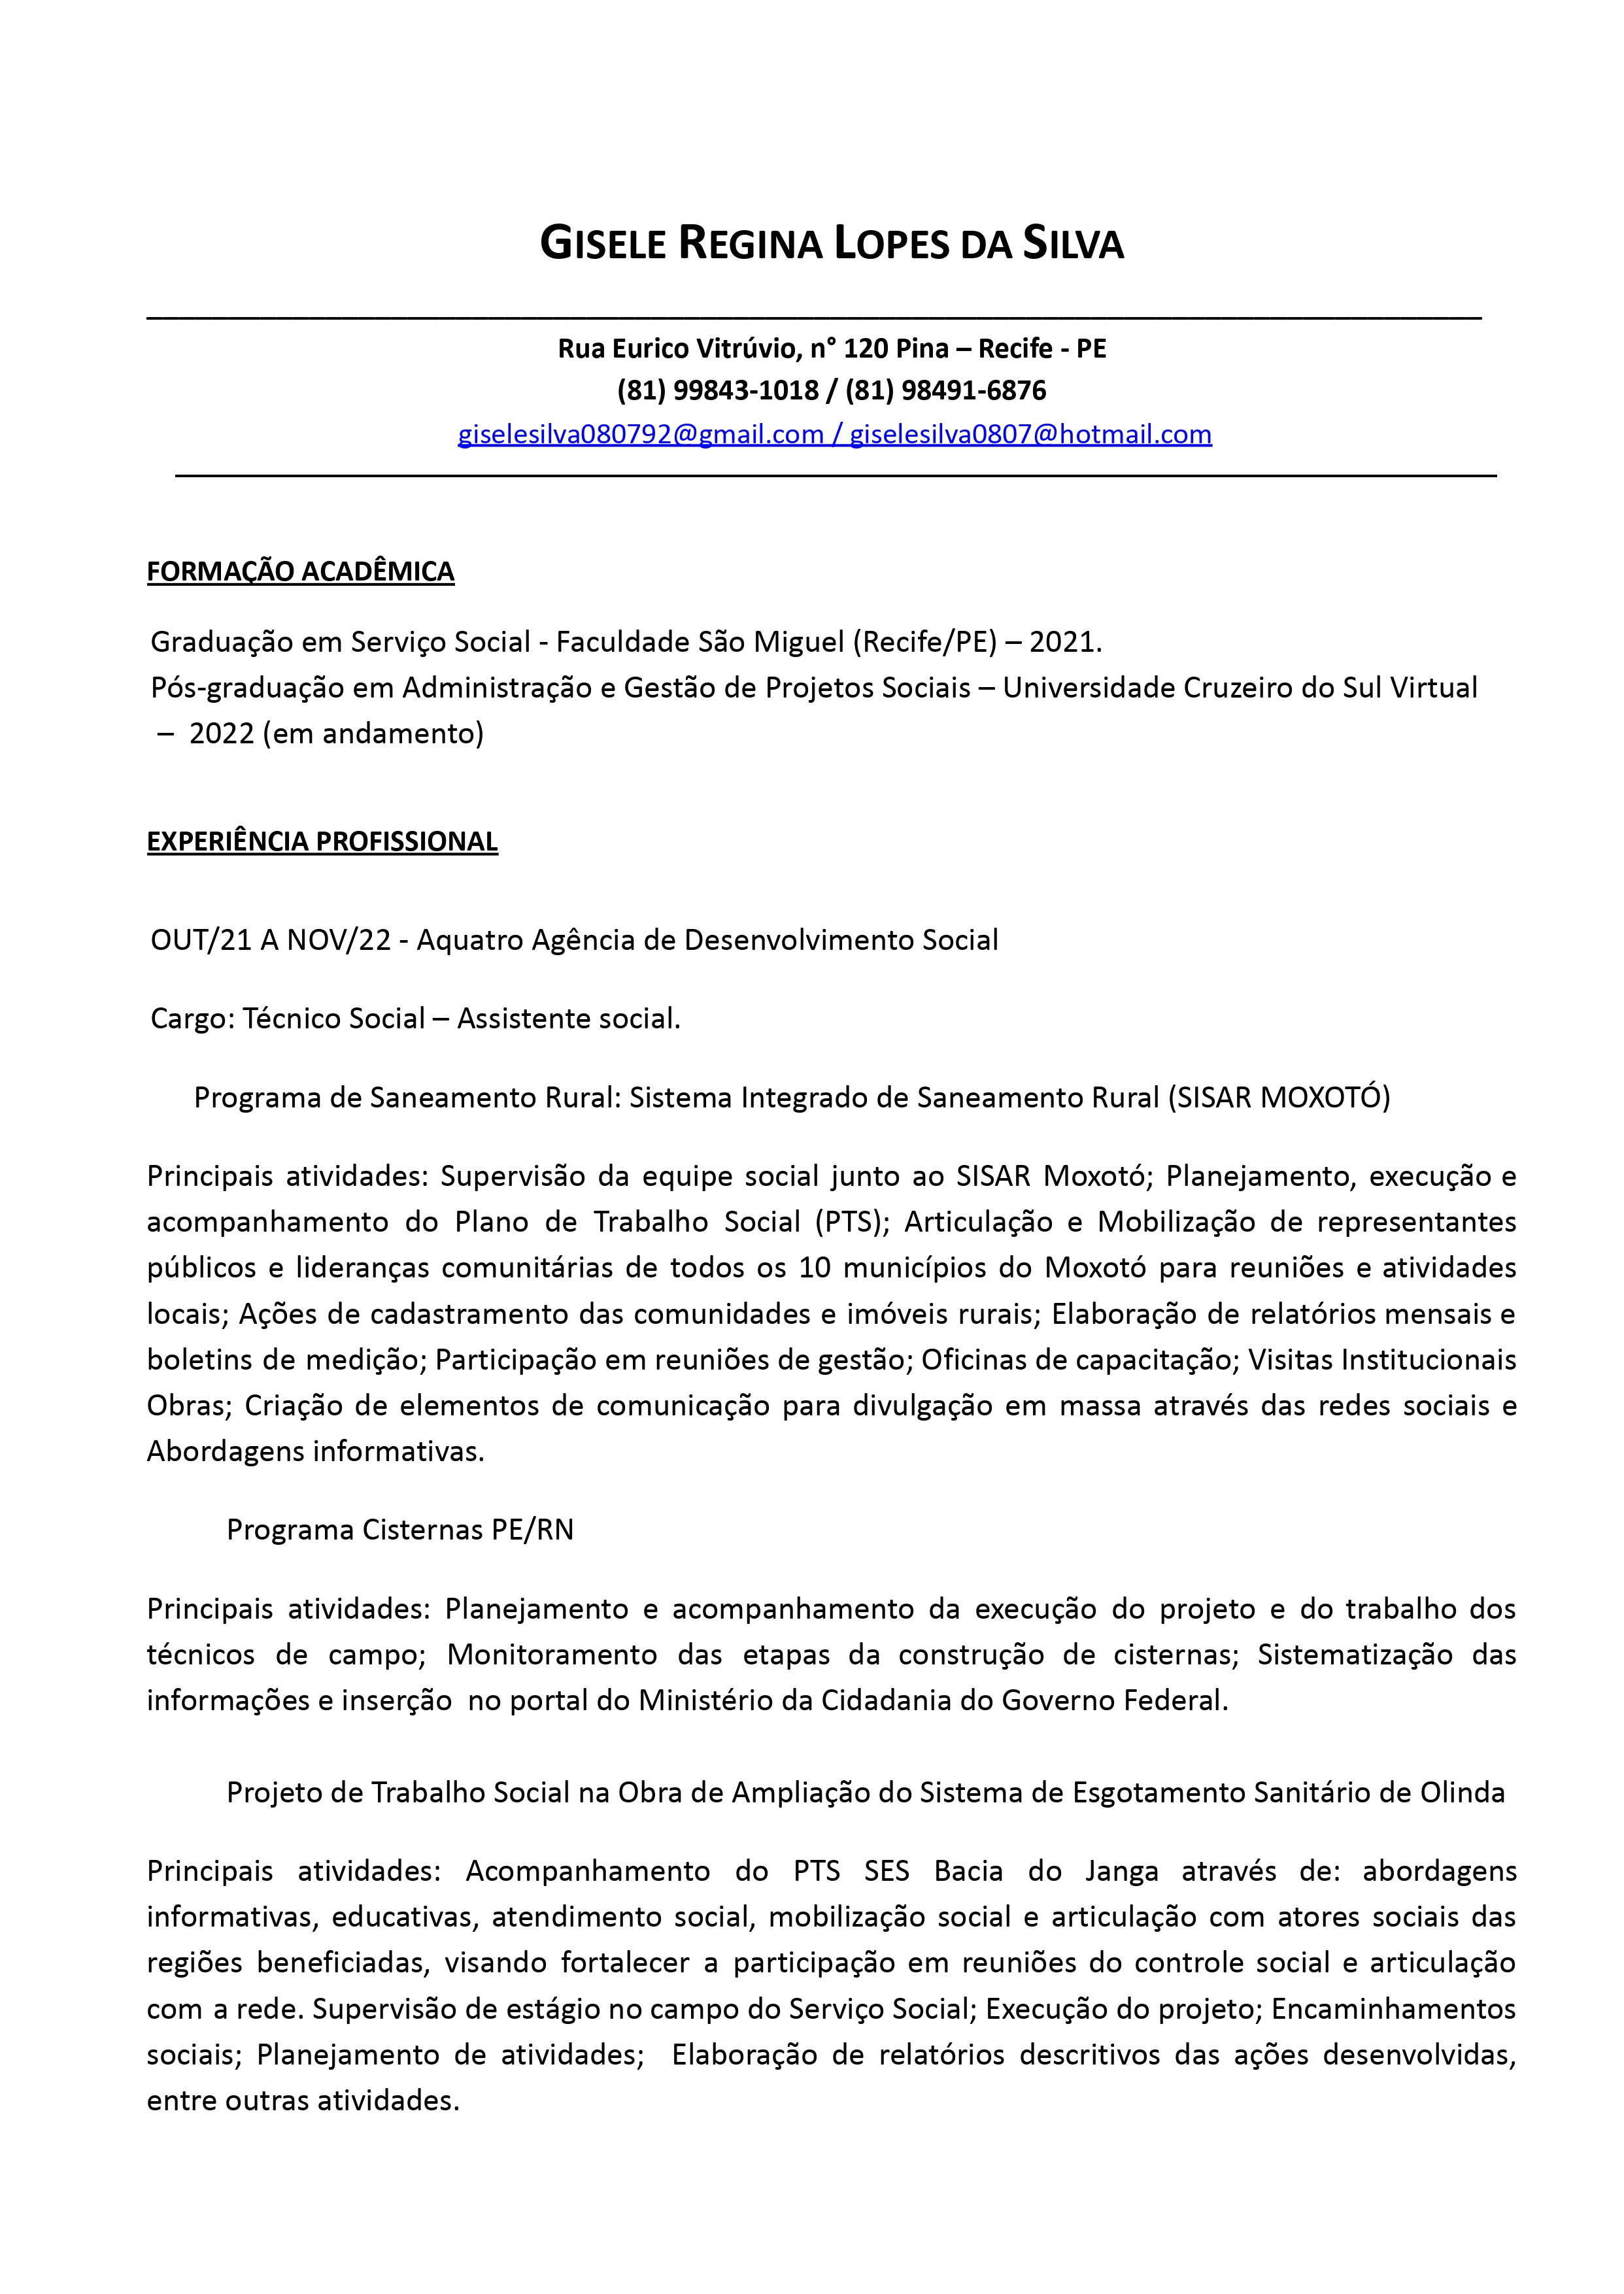 GISELE REGINA LOPES DA SILVA
Rua Eurico Vitrúvio, n° 120 Pina – Recife - PE
(81) 99843-1018 / (81) 98491-6876
giselesilva080792@gmail.com / giselesilva0807@hotmail.com
FORMAÇÃO ACADÊMICA
Graduação em Serviço Social - Faculdade São Miguel (Recife/PE) – 2021.
Pós-graduação em Administração e Gestão de Projetos Sociais – Universidade Cruzeiro do Sul Virtual
– 2022 (em andamento)
EXPERIÊNCIA PROFISSIONAL
OUT/21 A NOV/22 - Aquatro Agência de Desenvolvimento Social
Cargo: Técnico Social – Assistente social.
Programa de Saneamento Rural: Sistema Integrado de Saneamento Rural (SISAR MOXOTÓ)
Principais atividades: Supervisão da equipe social junto ao SISAR Moxotó; Planejamento, execução e
acompanhamento do Plano de Trabalho Social (PTS); Articulação e Mobilização de representantes
públicos e lideranças comunitárias de todos os 10 municípios do Moxotó para reuniões e atividades
locais; Ações de cadastramento das comunidades e imóveis rurais; Elaboração de relatórios mensais e
boletins de medição; Participação em reuniões de gestão; Oficinas de capacitação; Visitas Institucionais
Obras; Criação de elementos de comunicação para divulgação em massa através das redes sociais e
Abordagens informativas.
Programa Cisternas PE/RN
Principais atividades: Planejamento e acompanhamento da execução do projeto e do trabalho dos
técnicos de campo; Monitoramento das etapas da construção de cisternas; Sistematização das
informações e inserção no portal do Ministério da Cidadania do Governo Federal.
Projeto de Trabalho Social na Obra de Ampliação do Sistema de Esgotamento Sanitário de Olinda
Principais atividades: Acompanhamento do PTS SES Bacia do Janga através de: abordagens
informativas, educativas, atendimento social, mobilização social e articulação com atores sociais das
regiões beneficiadas, visando fortalecer a participação em reuniões do controle social e articulação
com a rede. Supervisão de estágio no campo do Serviço Social; Execução do projeto; Encaminhamentos
sociais; Planejamento de atividades; Elaboração de relatórios descritivos das ações desenvolvidas,
entre outras atividades.